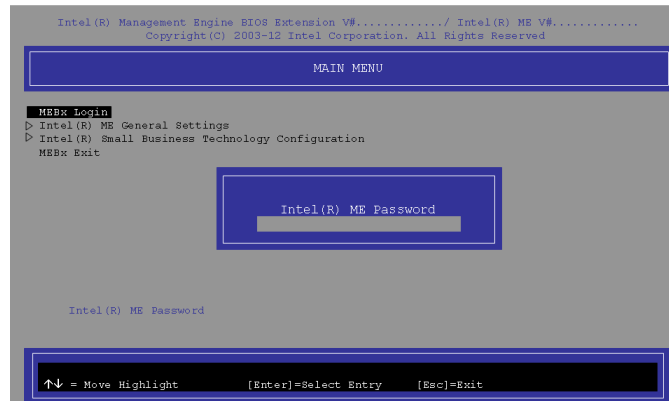 Intel(R) Management Engine BIOS Extension V#............./ Intel(R) ME V#.............
Copyright(C) 2003-12 Intel Corporation. All Rights Reserved
MAIN MENU
MEBx Login
▷ Intel(R) ME General Settings
▷ Intel(R) Small Business Technology Configuration
MEBx Exit
Intel(R) ME Password
Intel(R) ME Password
↑↓ = Move Highlight [Enter]=Select Entry [Esc]=Exit